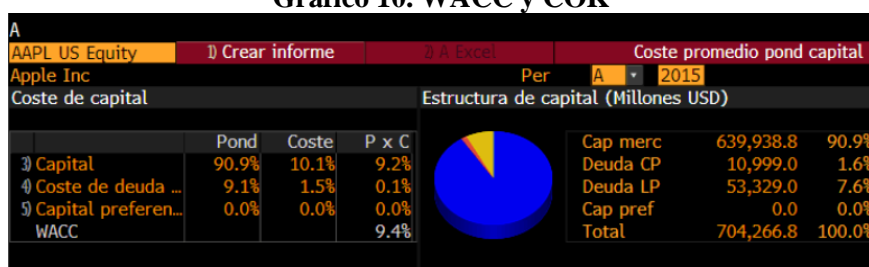 Gráfico 10. WACC y COK
A
AAPL US Equity 1) Crear informe 2) A Excel Coste promedio pond capital
Apple Inc Per A 2015
Coste de capital Estructura de capital (Millones USD)
Pond Coste P x C
3) Capital 90.9% 10.1% 9.2%
4) Coste de deuda ... 9.1% 1.5% 0.1%
5) Capital preferen... 0.0% 0.0% 0.0%
WACC 9.4%
Cap merc 639,938.8 90.9%
Deuda CP 10,999.0 1.6%
Deuda LP 53,329.0 7.6%
Cap pref 0.0 0.0%
Total 704,266.8 100.0%